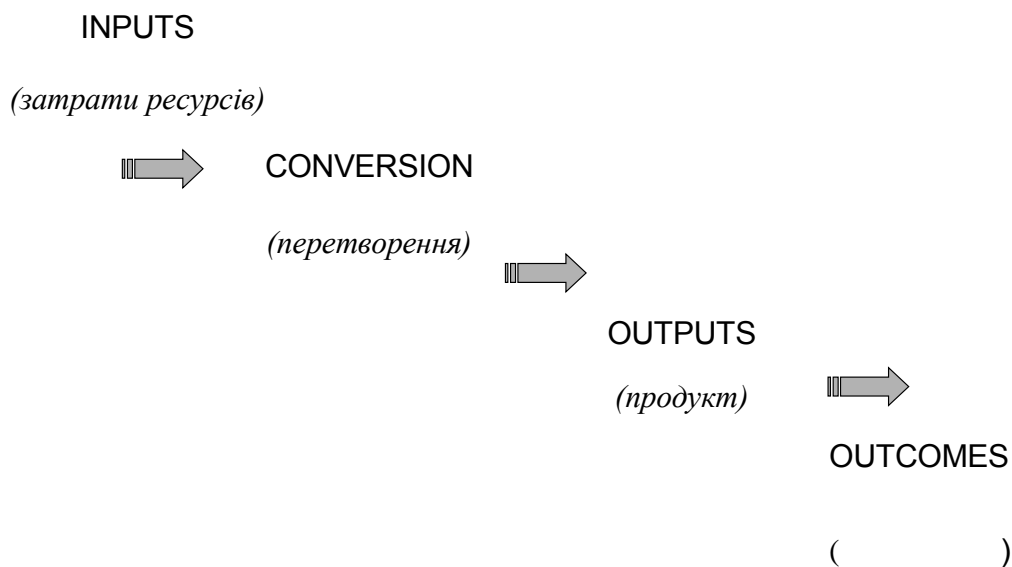 INPUTS
(затрати ресурсів)
CONVERSION
(перетворення)
OUTPUTS
(продукт)
OUTCOMES
( )